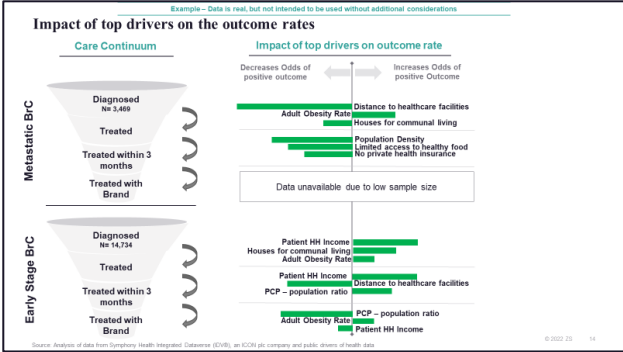 Example – Data is real, but not intended to be used without additional considerations
Impact of top drivers on the outcome rates
Care Continuum
Impact of top drivers on outcome rate
Decreases Odds of
positive outcome
Increases Odds of
positive Outcome
Metastatic BrC
Diagnosed
N= 3,469
Treated
Treated within 3
months
Treated with
Brand
Distance to healthcare facilities
Adult Obesity Rate
Houses for communal living
Population Density
Limited access to healthy food
No private health insurance
Data unavailable due to low sample size
Early Stage BrC
Diagnosed
N= 14,734
Treated
Treated within 3
months
Treated with
Brand
Patient HH Income
Houses for communal living
Adult Obesity Rate
Patient HH Income
Distance to healthcare facilities
PCP – population ratio
PCP – population ratio
Adult Obesity Rate
Patient HH Income
Source: Analysis of data from Symphony Health Integrated Dataverse (IDV®), an ICON plc company and public drivers of health data
© 2022 ZS
14